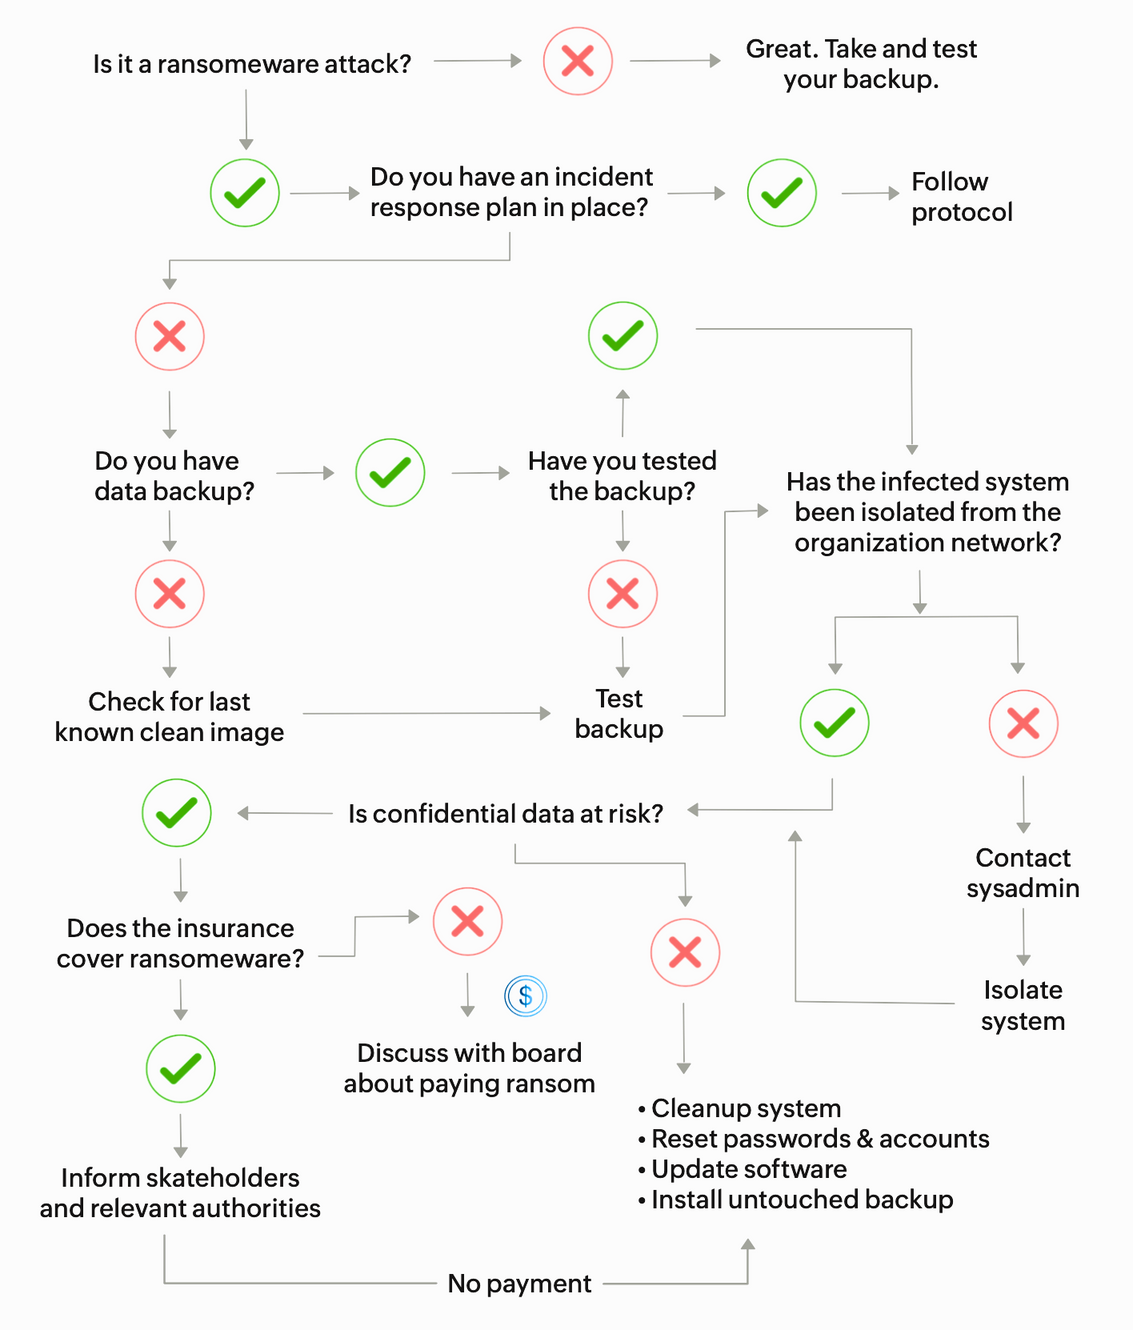 Is it a ransomeware attack?
Great. Take and test
your backup.
Do you have an incident
response plan in place?
Follow
protocol
Do you have
data backup?
Have you tested
the backup?
Has the infected system
been isolated from the
organization network?
Check for last
known clean image
Test
backup
Is confidential data at risk?
Contact
sysadmin
Does the insurance
cover ransomeware?
Isolate
system
$
Discuss with board
about paying ransom
• Cleanup system
• Reset passwords & accounts
• Update software
• Install untouched backup
Inform skateholders
and relevant authorities
No payment